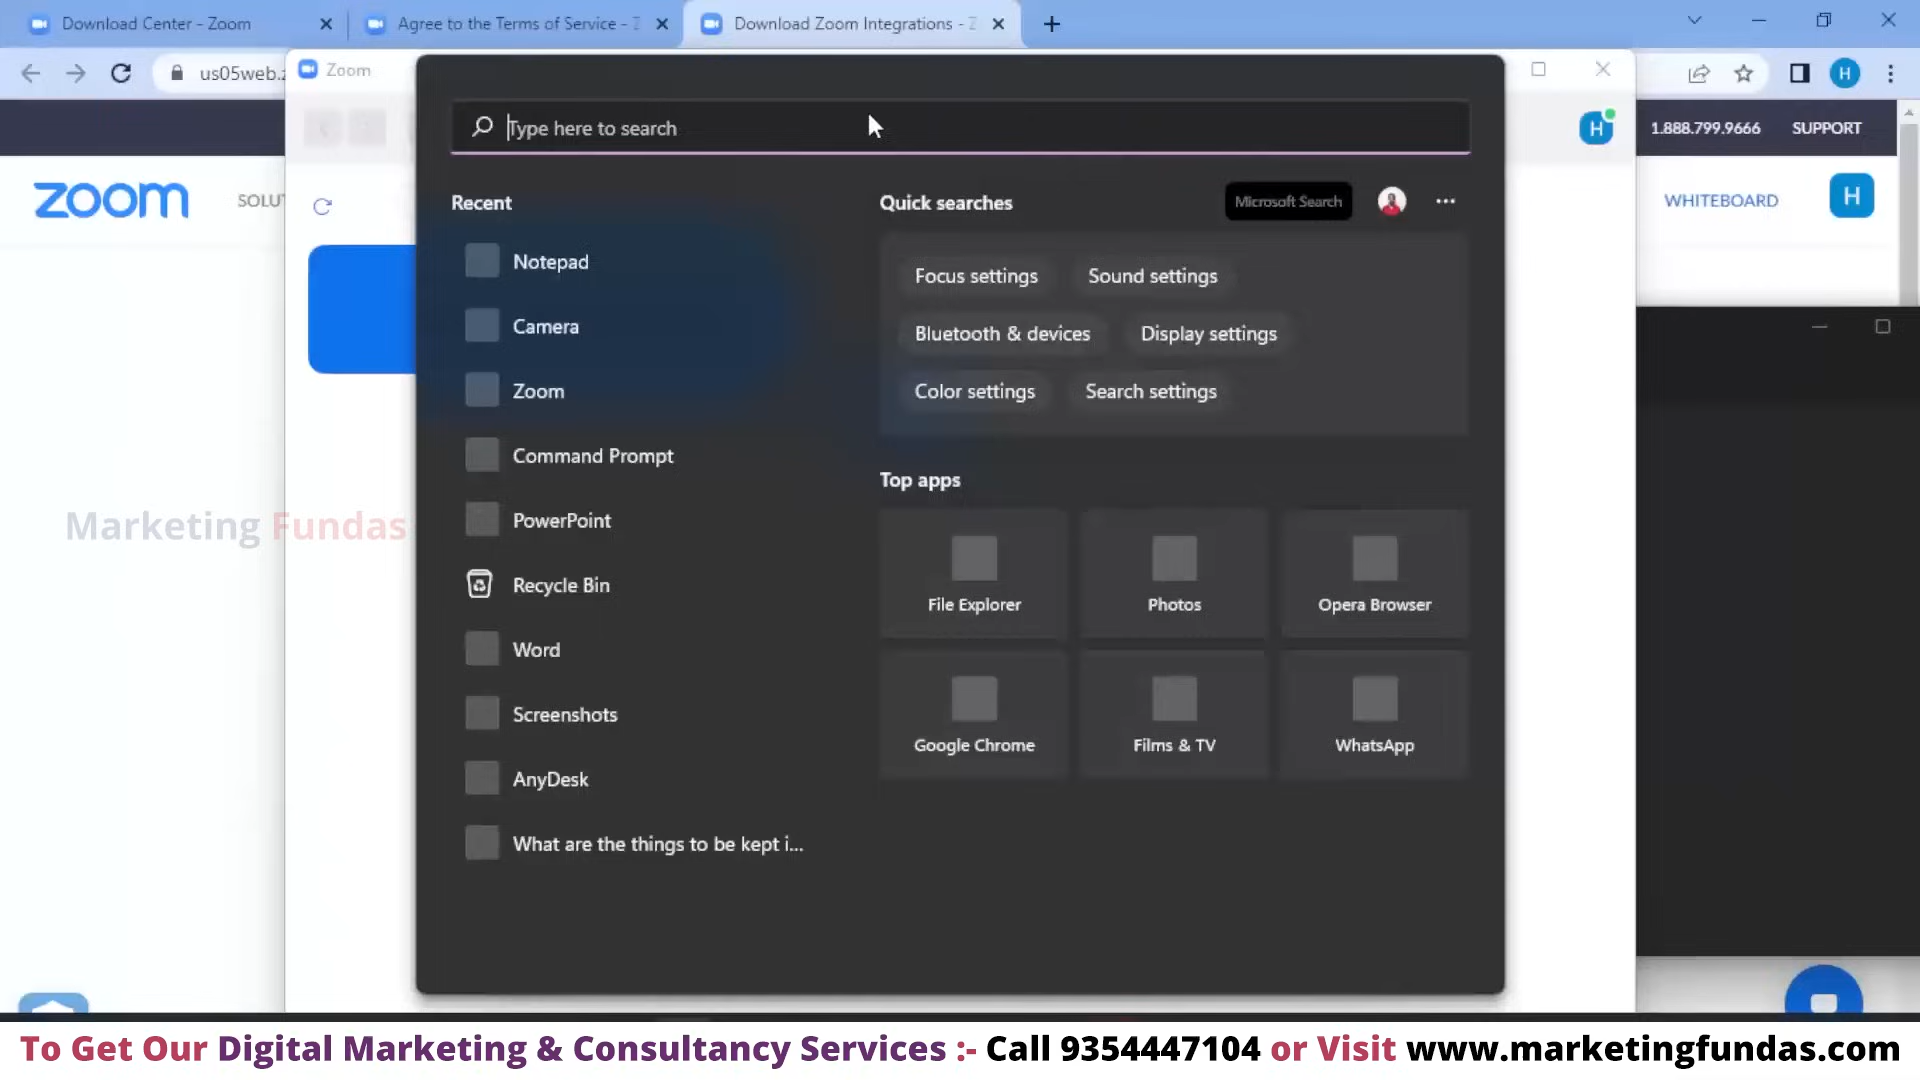 Download Center - Zoom
Agree to the Terms of Service -
Download Zoom Integrations -
us05web.
Zoom
Type here to search
H
1.888.799.9666
SUPPORT
H
zoom
SOLU
WHITEBOARD
H
Recent
Quick searches
Microsoft Search
Notepad
Focus settings
Sound settings
Camera
Bluetooth & devices
Display settings
Zoom
Color settings
Search settings
Command Prompt
Top apps
PowerPoint
Marketing Fundas
Recycle Bin
File Explorer
Photos
Opera Browser
Word
Screenshots
Google Chrome
Films & TV
WhatsApp
AnyDesk
What are the things to be kept i...
To Get Our Digital Marketing & Consultancy Services :- Call 9354447104 or Visit www.marketingfundas.com